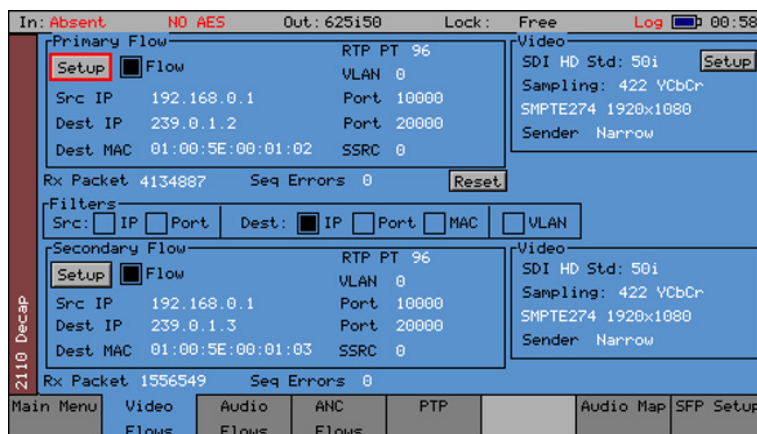 In: Absent NO AES Out: 625i50 Lock: Free Log 00:58
Primary Flow
Setup Flow RTP PT 96
VLAN 0
Src IP 192.168.0.1 Port 10000
Dest IP 239.0.1.2 Port 20000
Dest MAC 01:00:5E:00:01:02 SSRC 0
Video
SDI HD Std: 50i Setup
Sampling: 422 YCbCr
SMPTE274 1920x1080
Sender Narrow
Rx Packet 4134887 Seq Errors 0 Reset
Filters
Src: IP Port Dest: IP Port MAC VLAN
Secondary Flow
Setup Flow RTP PT 96
VLAN 0
Src IP 192.168.0.1 Port 10000
Dest IP 239.0.1.3 Port 20000
Dest MAC 01:00:5E:00:01:03 SSRC 0
Video
SDI HD Std: 50i
Sampling: 422 YCbCr
SMPTE274 1920x1080
Sender Narrow
Rx Packet 1556549 Seq Errors 0
2110 Decap
Main Menu Video Flows Audio Flows ANC Flows PTP Audio Map SFP Setup